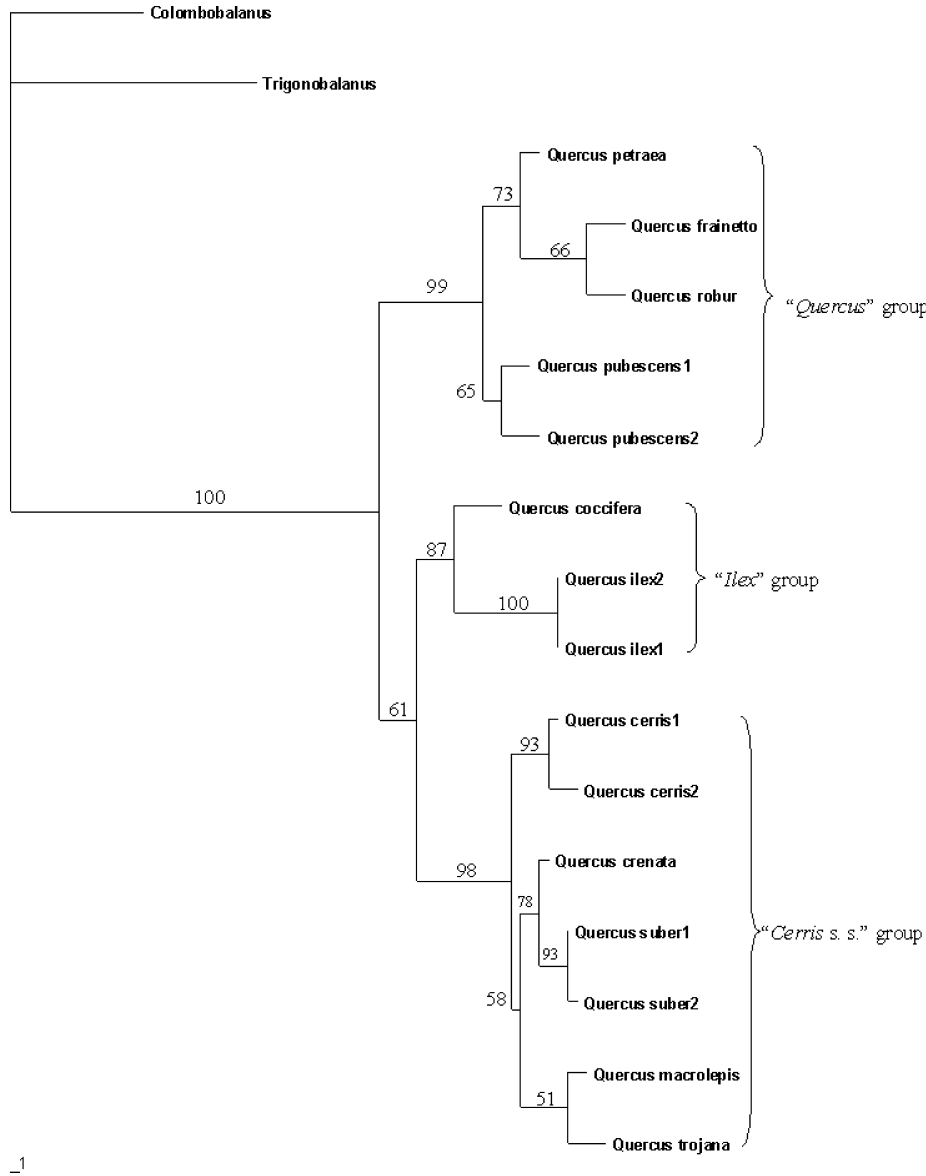 Colombobalanus
Trigonobalanus
Quercus petraea
73
Quercus frainetto
66
99
Quercus robur
"Quercus" group
Quercus pubescens1
65
Quercus pubescens2
100
Quercus coccifera
87
Quercus ilex2
"Ilex" group
100
Quercus ilex1
61
Quercus cerris1
93
Quercus cerris2
Quercus crenata
98
78
Quercus suber1
"Cerris s. s." group
93
58
Quercus suber2
Quercus macrolepis
51
Quercus trojana
_1